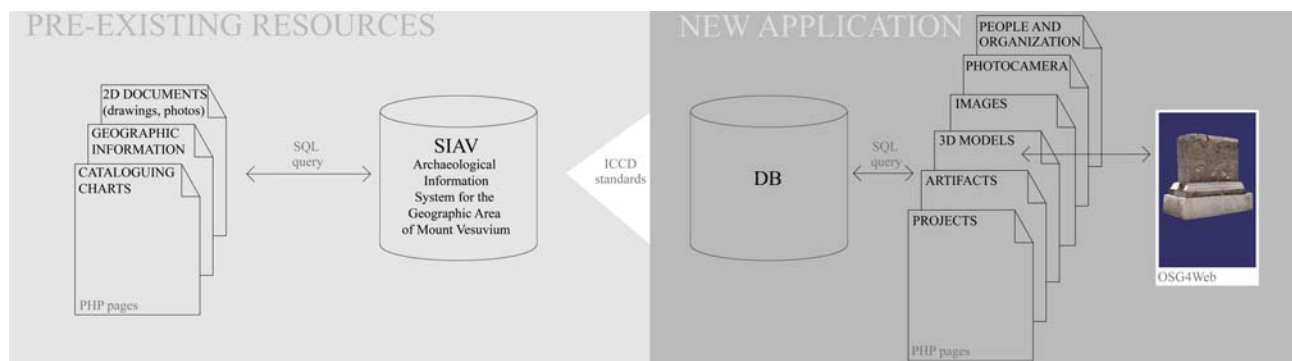 PRE-EXISTING RESOURCES
2D DOCUMENTS
(drawings, photos)
GEOGRAPHIC
INFORMATION
CATALOGUING
CHARTS
PHP pages
SQL
query
SIAV
Archaeological
Information
System for the
Geographic Area
of Mount Vesuvium
ICCD
standards
NEW APPLICATION
DB
SQL
query
PEOPLE AND
ORGANIZATION
PHOTOCAMERA
IMAGES
3D MODELS
ARTIFACTS
PROJECTS
PHP pages
OSG4Web